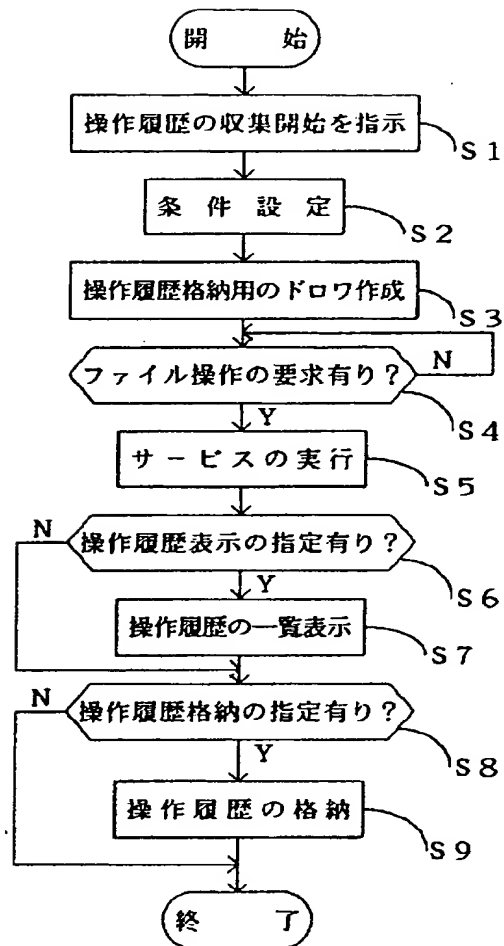 開 始
操作履歴の収集開始を指示
S1
条件設定
S2
操作履歴格納用のドロワ作成
S3
ファイル操作の要求有り？
N
S4
Y
サービスの実行
S5
N
操作履歴表示の指定有り？
S6
Y
操作履歴の一覧表示
S7
N
操作履歴格納の指定有り？
S8
Y
操作履歴の格納
S9
終 了